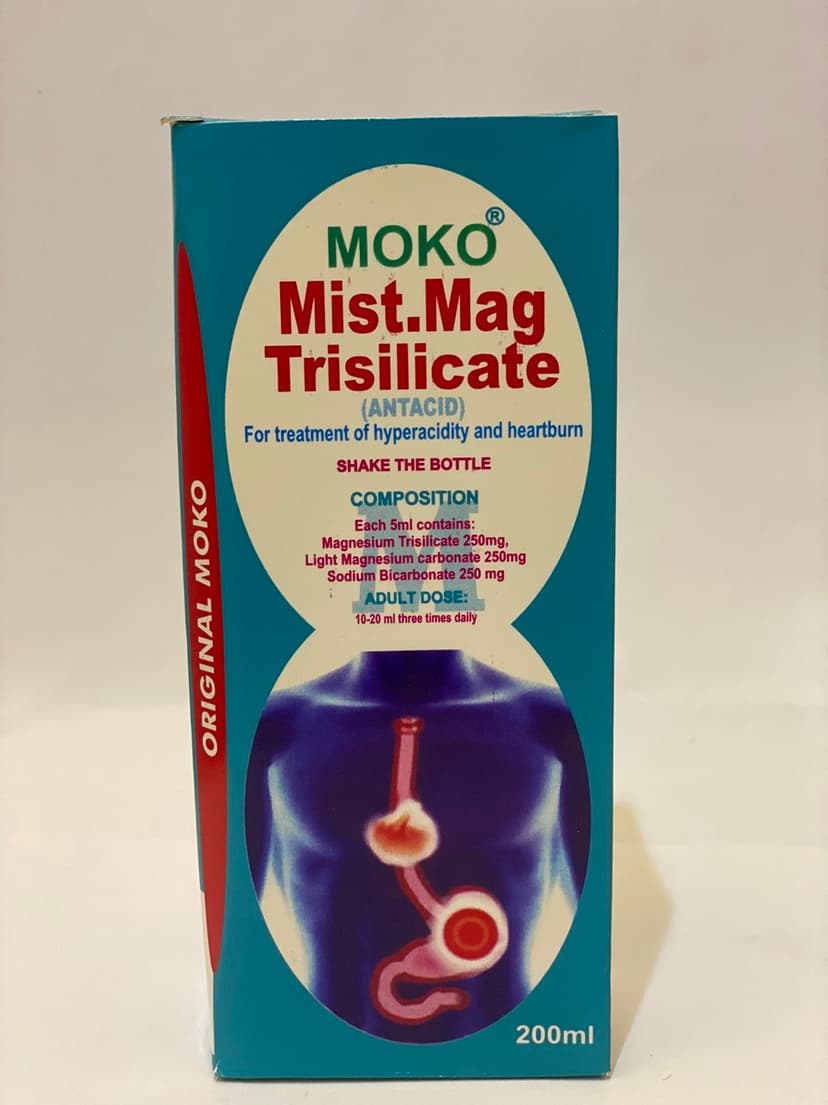 MOKO®
Mist.Mag
Trisilicate
(ANTACID)
For treatment of hyperacidity and heartburn
SHAKE THE BOTTLE
COMPOSITION
Each 5ml contains:
Magnesium Trisilicate 250mg,
Light Magnesium carbonate 250mg
Sodium Bicarbonate 250 mg
ADULT DOSE:
10-20 ml three times daily
M
ORIGINAL MOKO
200ml